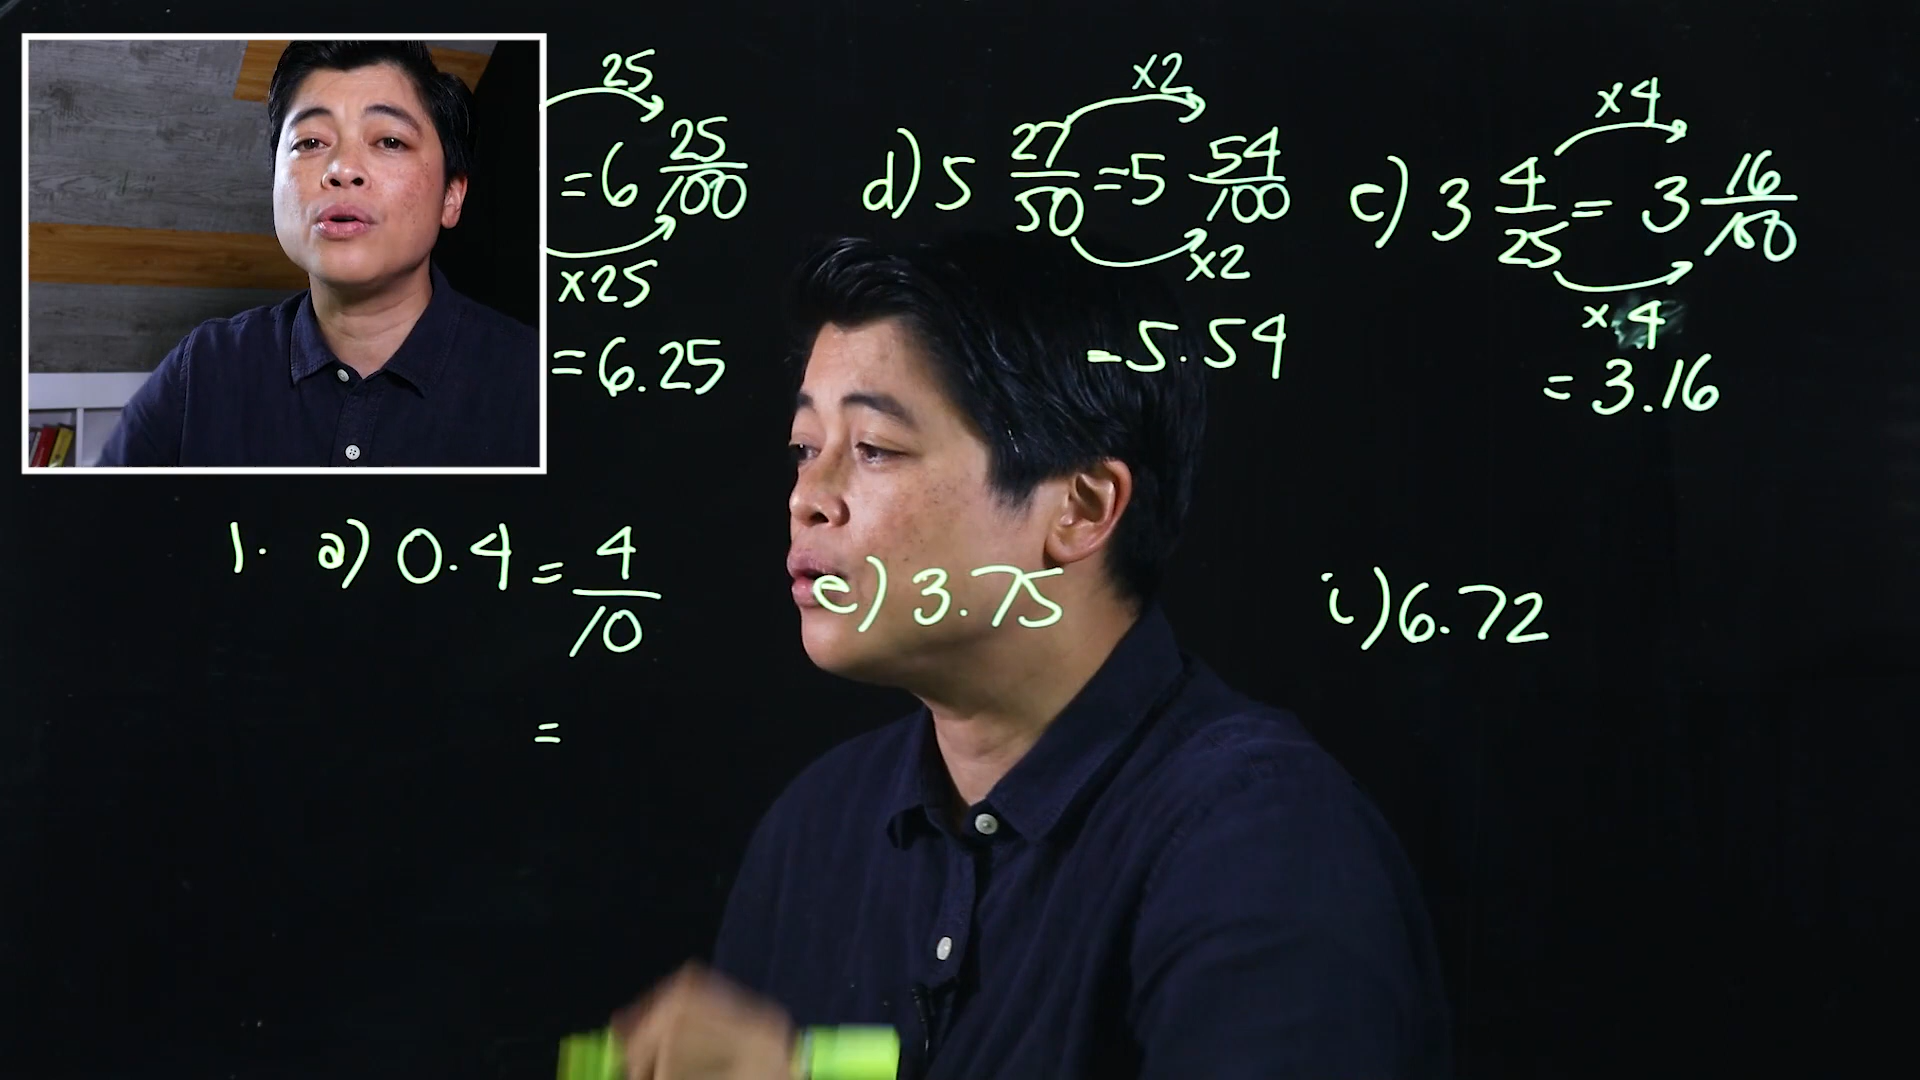 25
= 6 25/100
x25
= 6.25
x2
d) 5 27/50 = 5 54/100
x2
= 5.54
x4
c) 3 4/25 = 3 16/100
x4
= 3.16
1. a) 0.4 = 4/10
=
e) 3.75
i) 6.72